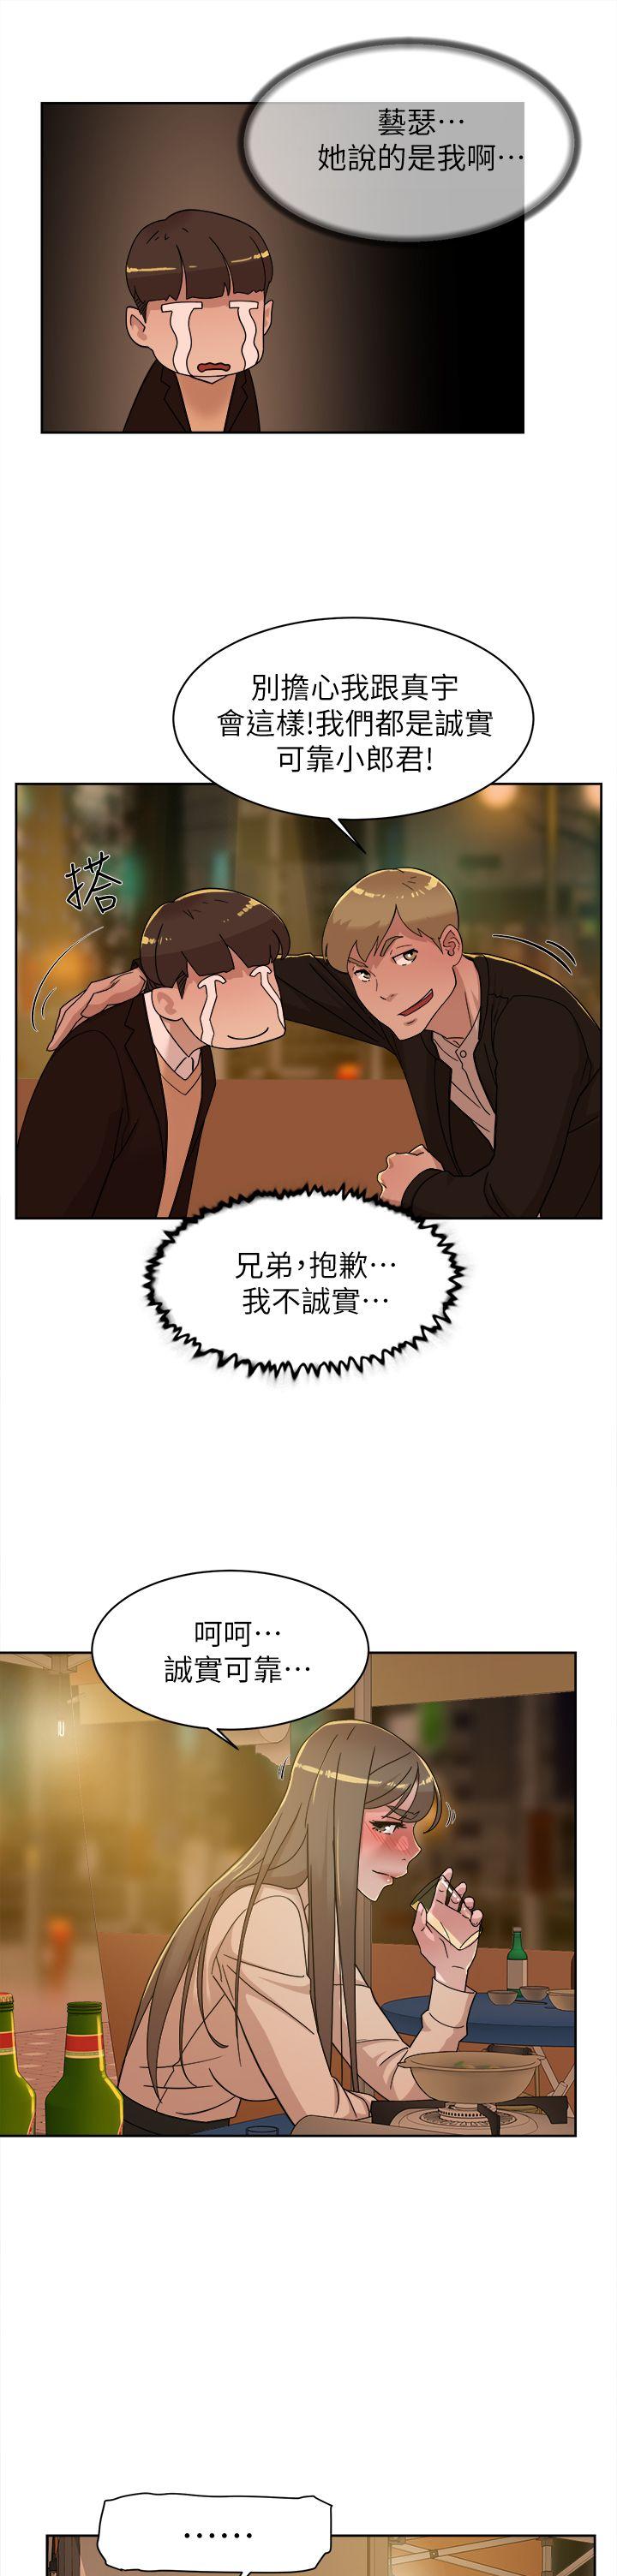 藝瑟⋯
她說的是我啊⋯
別擔心我跟真宇
會這樣!我們都是誠實
可靠小郎君!
搭
兄弟，抱歉⋯
我不誠實⋯
呵呵⋯
誠實可靠⋯
⋯⋯